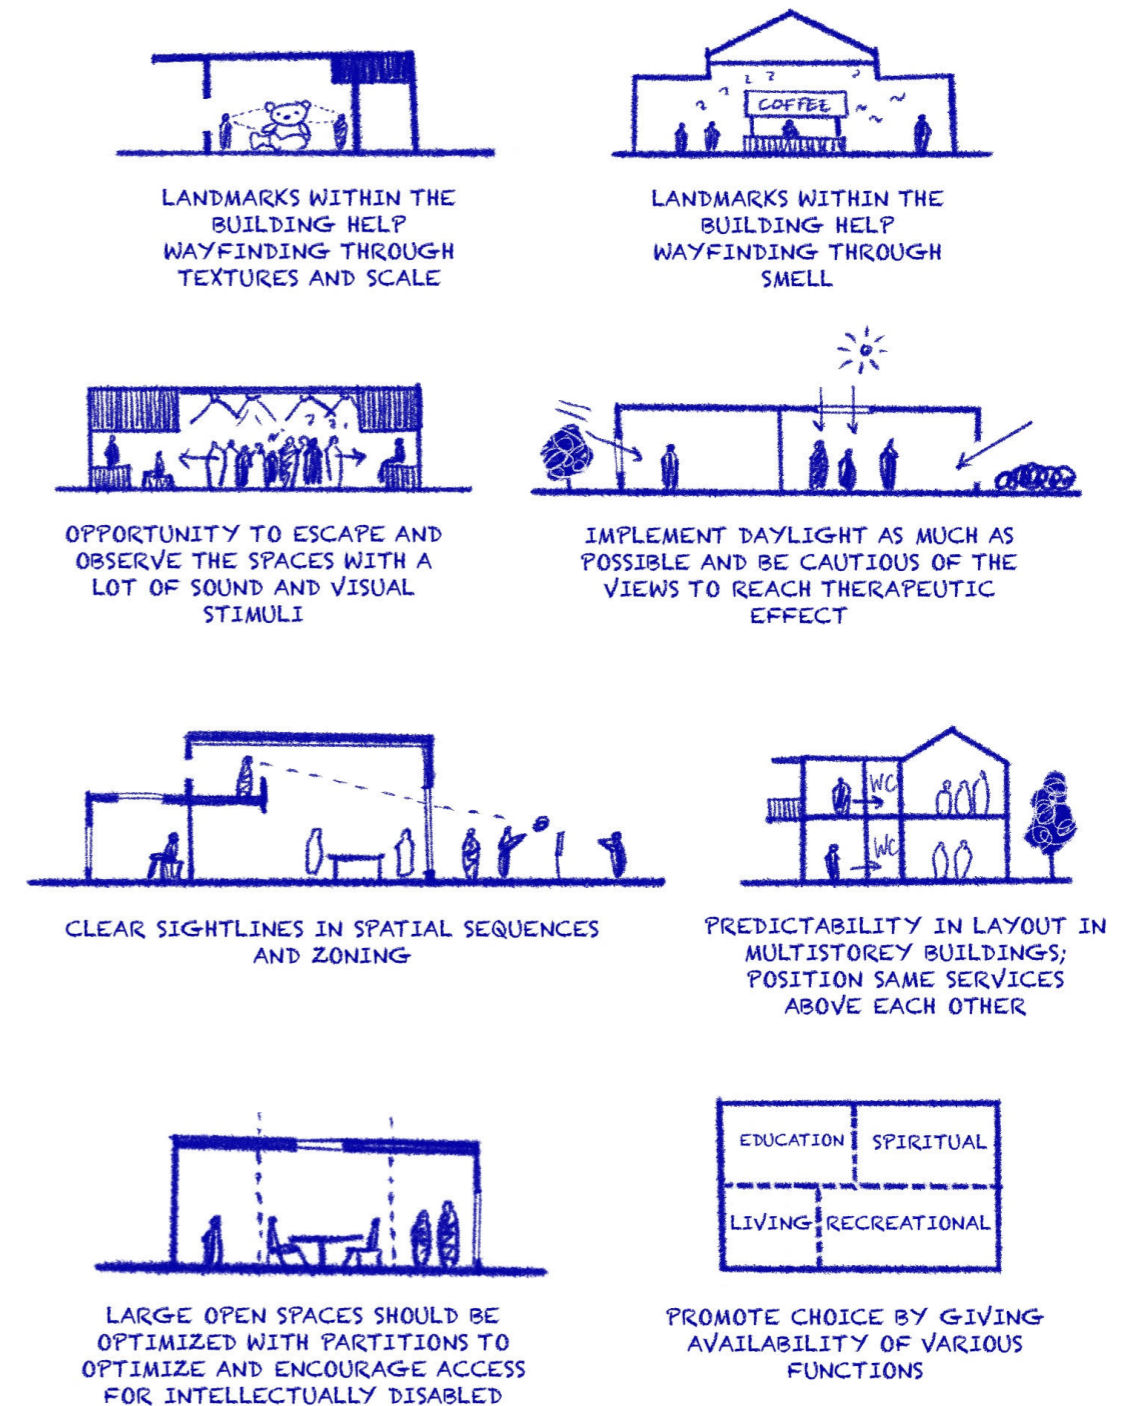 COFFEE
LANDMARKS WITHIN THE
BUILDING HELP
WAYFINDING THROUGH
TEXTURES AND SCALE
LANDMARKS WITHIN THE
BUILDING HELP
WAYFINDING THROUGH
SMELL
OPPORTUNITY TO ESCAPE AND
OBSERVE THE SPACES WITH A
LOT OF SOUND AND VISUAL
STIMULI
IMPLEMENT DAYLIGHT AS MUCH AS
POSSIBLE AND BE CAUTIOUS OF THE
VIEWS TO REACH THERAPEUTIC
EFFECT
CLEAR SIGHTLINES IN SPATIAL SEQUENCES
AND ZONING
WC
WC
PREDICTABILITY IN LAYOUT IN
MULTISTOREY BUILDINGS;
POSITION SAME SERVICES
ABOVE EACH OTHER
LARGE OPEN SPACES SHOULD BE
OPTIMIZED WITH PARTITIONS TO
OPTIMIZE AND ENCOURAGE ACCESS
FOR INTELLECTUALLY DISABLED
EDUCATION SPIRITUAL
LIVING RECREATIONAL
PROMOTE CHOICE BY GIVING
AVAILABILITY OF VARIOUS
FUNCTIONS